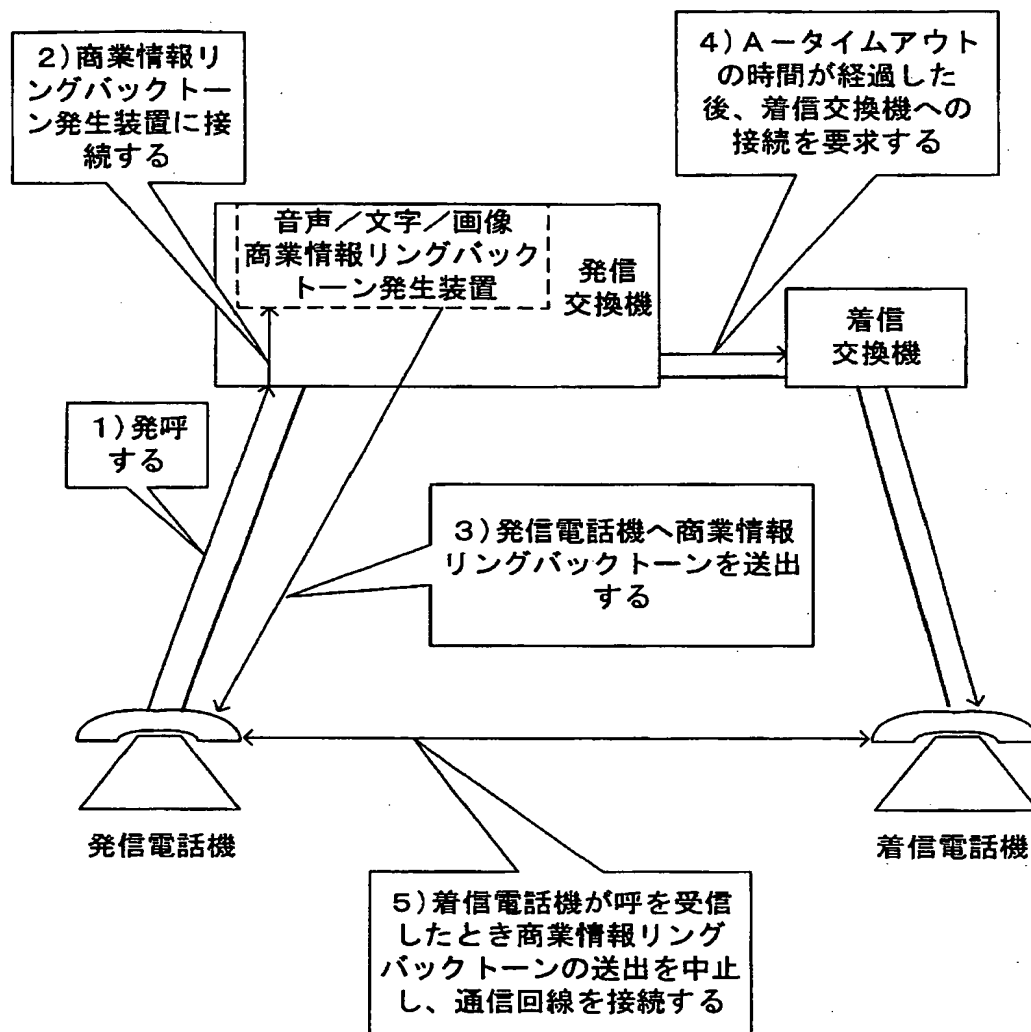 2)商業情報リ
ングバックトー
ン発生装置に接
続する
4)A－タイムアウト
の時間が経過した
後、着信交換機への
接続を要求する
音声／文字／画像
商業情報リングバック
トーン発生装置
発信
交換機
着信
交換機
1)発呼
する
3)発信電話機へ商業情報
リングバックトーンを送出
する
発信電話機
着信電話機
5)着信電話機が呼を受信
したとき商業情報リング
バックトーンの送出を中止
し、通信回線を接続する